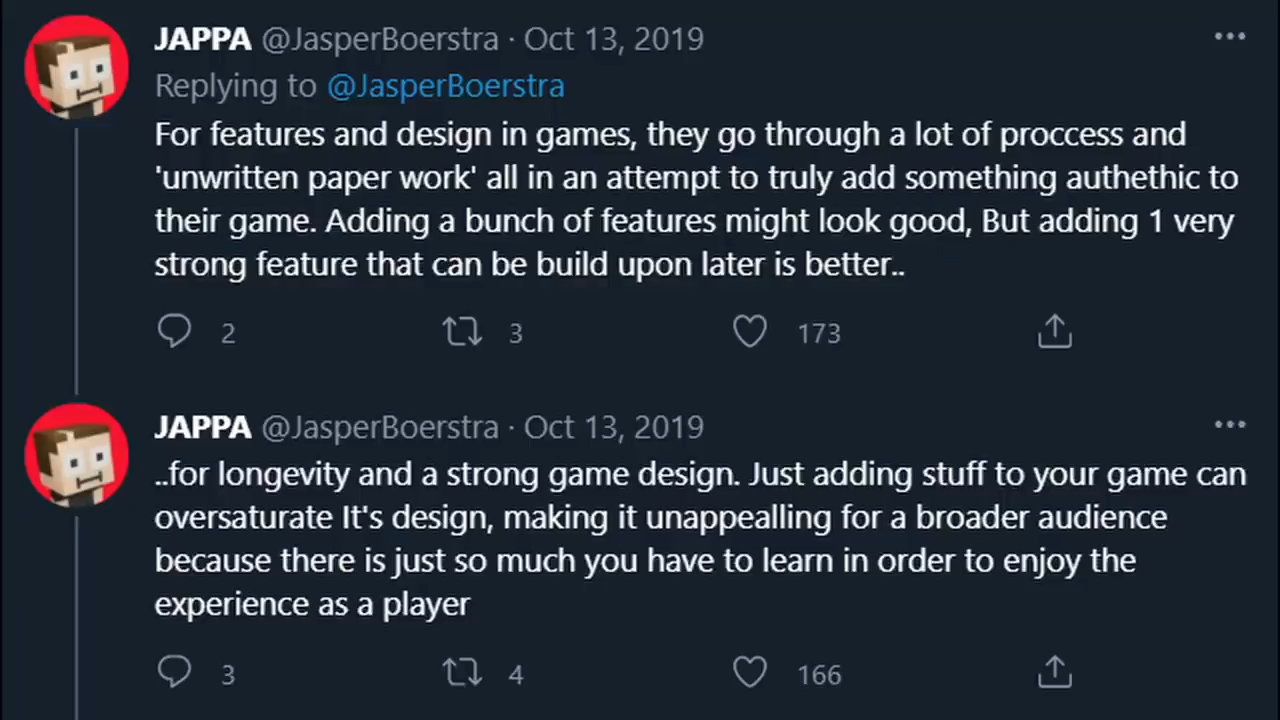 JAPPA @JasperBoerstra · Oct 13, 2019
Replying to @JasperBoerstra
For features and design in games, they go through a lot of proccess and
'unwritten paper work' all in an attempt to truly add something authethic to
their game. Adding a bunch of features might look good, But adding 1 very
strong feature that can be build upon later is better..
2 3 173
JAPPA @JasperBoerstra · Oct 13, 2019
..for longevity and a strong game design. Just adding stuff to your game can
oversaturate It's design, making it unappealling for a broader audience
because there is just so much you have to learn in order to enjoy the
experience as a player
3 4 166